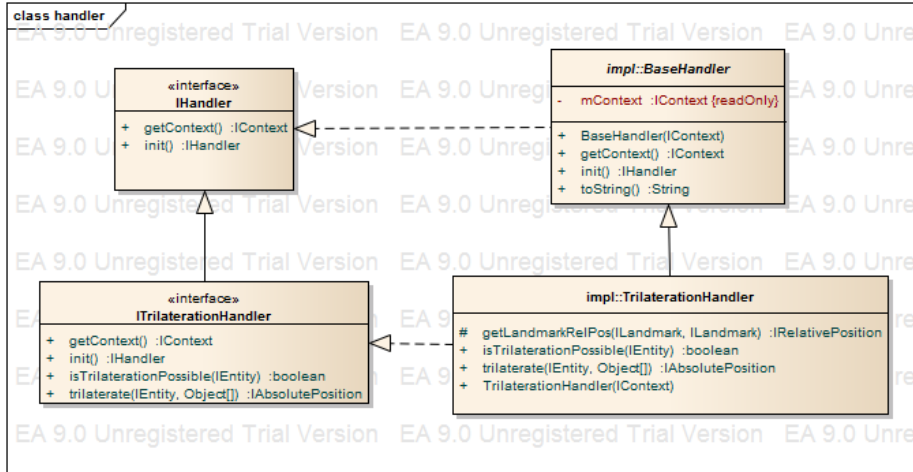 class handler
EA 9.0 Unregistered Trial Version EA 9.0 Unregistered Trial Version EA 9.0 Unre
«interface»
IHandler
+ getContext() :IContext
+ init() :IHandler
impl::BaseHandler
- mContext :IContext {readOnly}
+ BaseHandler(IContext)
+ getContext() :IContext
+ init() :IHandler
+ toString() :String
«interface»
ITrilaterationHandler
+ getContext() :IContext
+ init() :IHandler
+ isTrilaterationPossible(IEntity) :boolean
+ trilaterate(IEntity, Object[]) :IAbsolutePosition
impl::TrilaterationHandler
# getLandmarkRelPos(ILandmark, ILandmark) :IRelativePosition
+ isTrilaterationPossible(IEntity) :boolean
+ trilaterate(IEntity, Object[]) :IAbsolutePosition
+ TrilaterationHandler(IContext)
EA 9.0 Unregistered Trial Version EA 9.0 Unregistered Trial Version EA 9.0 Unre